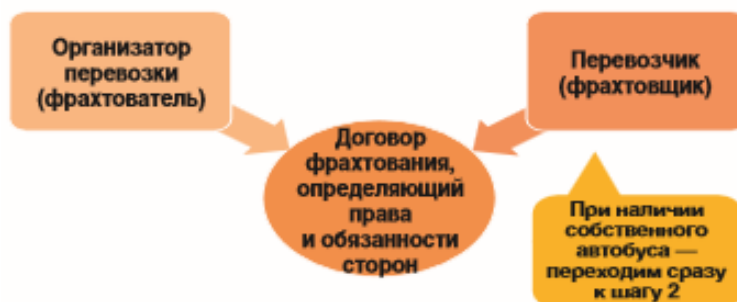 Организатор
перевозки
(фрахтователь)
Перевозчик
(фрахтовщик)
Договор
фрахтования,
определяющий
права
и обязанности
сторон
При наличии
собственного
автобуса —
переходим сразу
к шагу 2